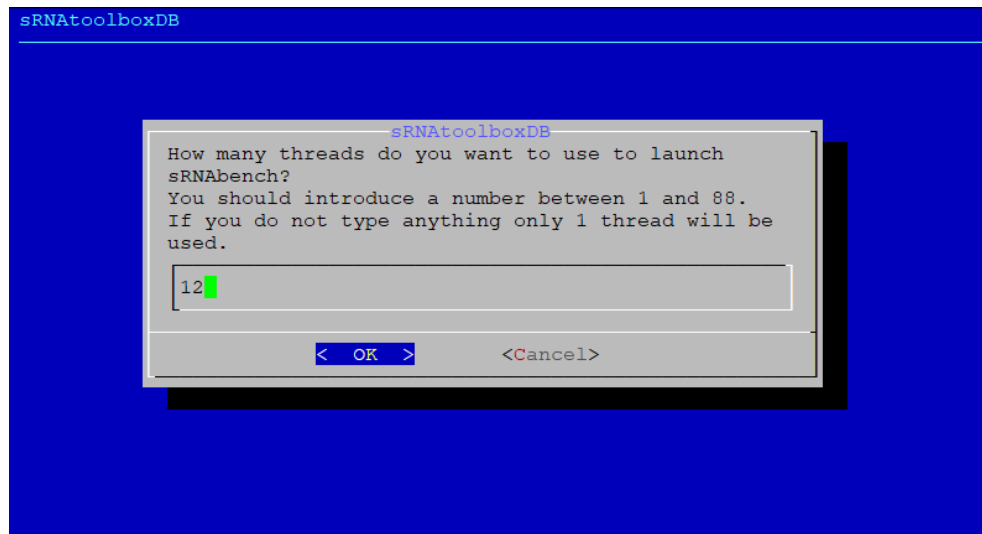 sRNAtoolboxDB
sRNAtoolboxDB
How many threads do you want to use to launch
sRNAbench?
You should introduce a number between 1 and 88.
If you do not type anything only 1 thread will be
used.
12
< OK > <Cancel>